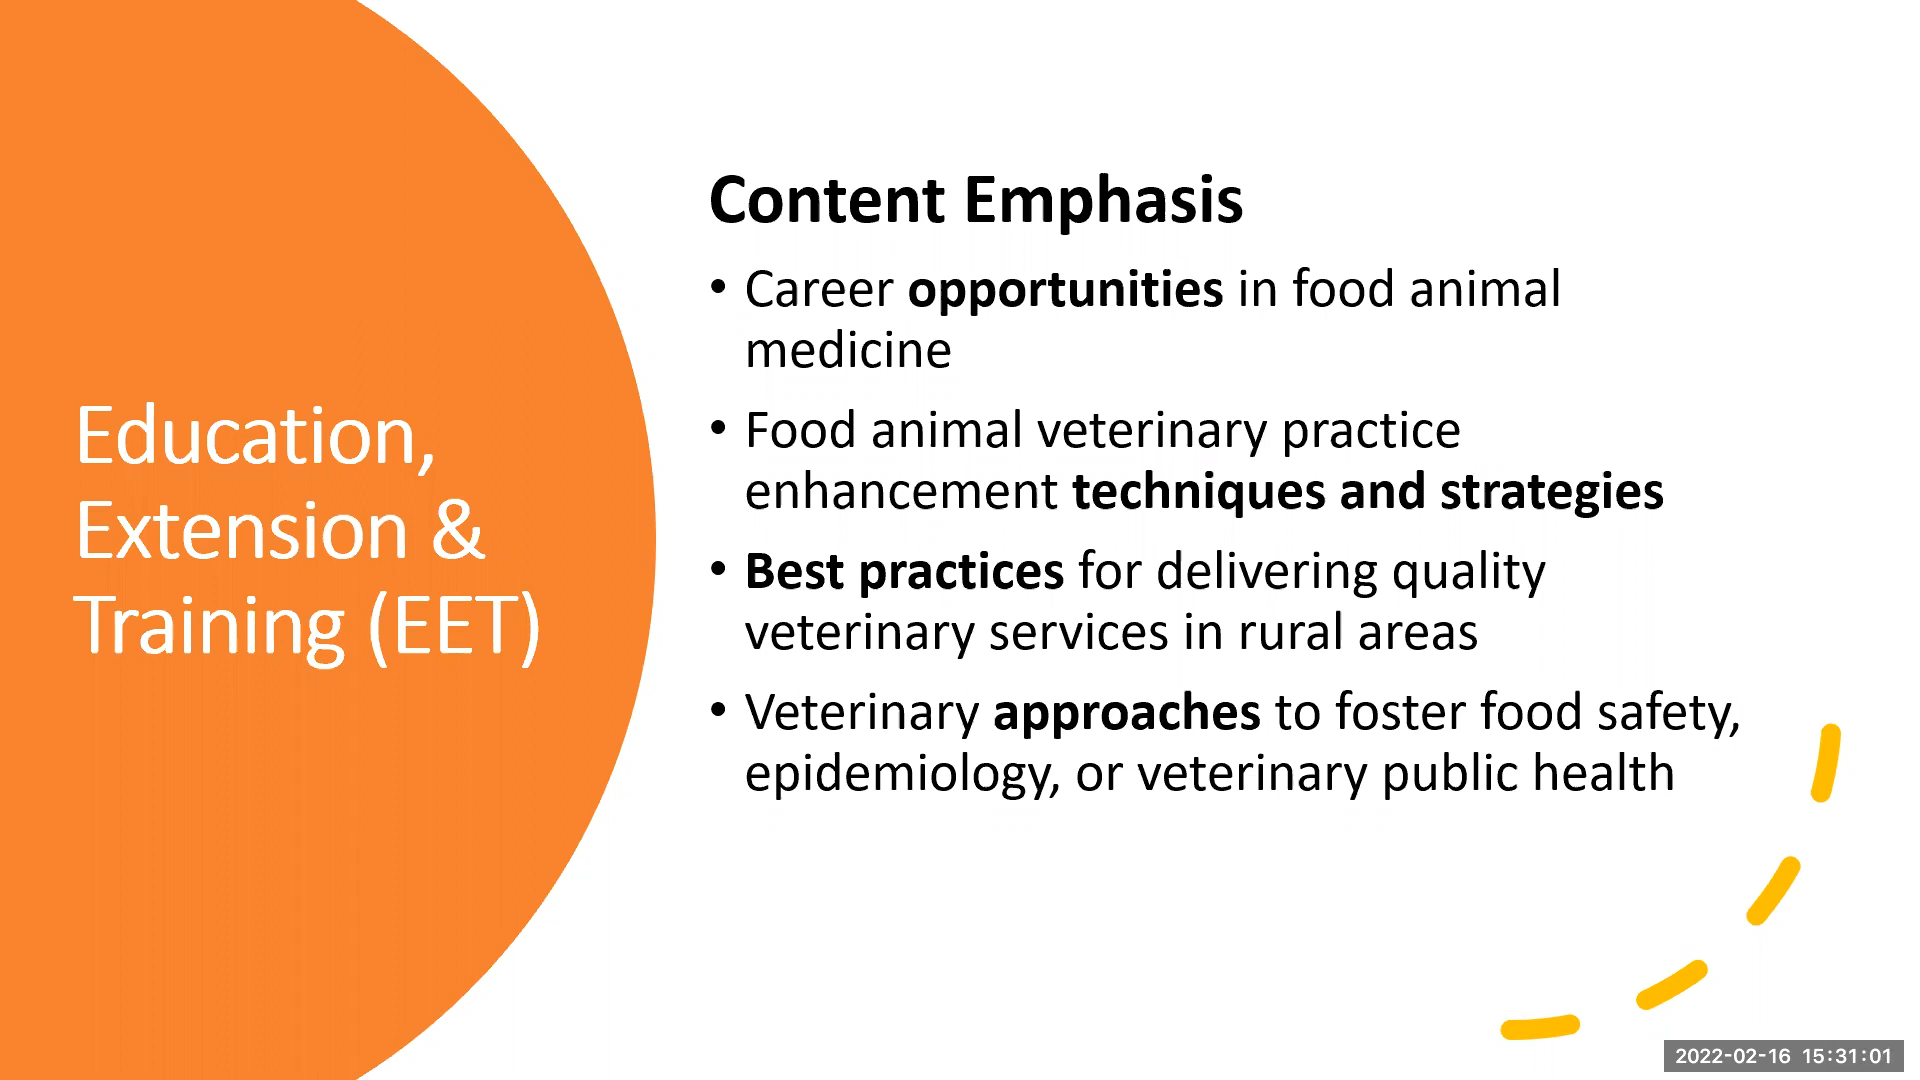 Education,
Extension &
Training (EET)
Content Emphasis
• Career opportunities in food animal
medicine
• Food animal veterinary practice
enhancement techniques and strategies
• Best practices for delivering quality
veterinary services in rural areas
• Veterinary approaches to foster food safety,
epidemiology, or veterinary public health
2022-02-16 15:31:01